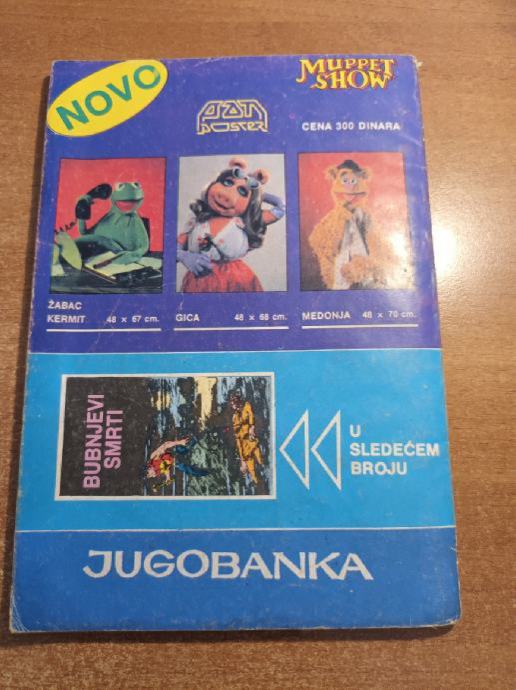 NOVO
MUPPET
SHOW
pan
poster
CENA 300 DINARA
ŽABAC
KERMIT 48 x 67 cm.
GICA 48 x 68 cm.
MEDONJA 48 x 70 cm.
BUBNJEVI
SMRTI
U
SLEDEĆEM
BROJU
JUGOBANKA